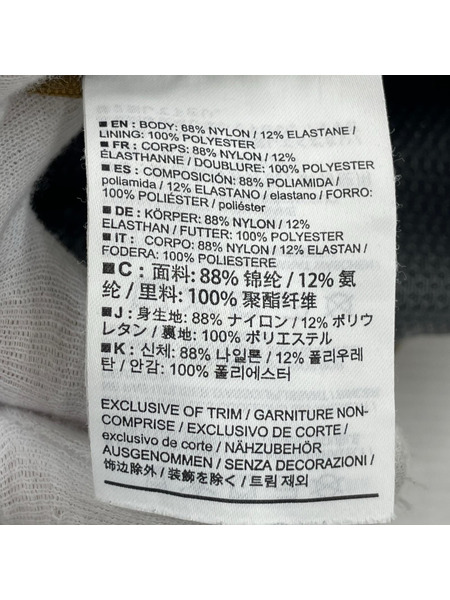 ■ EN : BODY: 88% NYLON / 12% ELASTANE /
LINING: 100% POLYESTER
■ FR : CORPS: 88% NYLON / 12%
ÉLASTHANNE / DOUBLURE: 100% POLYESTER
■ ES : COMPOSICIÓN: 88% POLIAMIDA /
poliamida / 12% ELASTANO / elastano / FORRO:
100% POLIÉSTER / poliéster
■ DE : KÖRPER: 88% NYLON / 12%
ELASTHAN / FUTTER: 100% POLYESTER
■ IT : CORPO: 88% NYLON / 12% ELASTAN /
FODERA: 100% POLIESTERE
■ C : 面料: 88% 锦纶 / 12% 氨
纶 / 里料: 100% 聚酯纤维
■ J : 身生地: 88% ナイロン / 12% ポリウ
レタン / 裏地: 100% ポリエステル
■ K : 신체: 88% 나일론 / 12% 폴리우레
탄 / 안감: 100% 폴리에스터
EXCLUSIVE OF TRIM / GARNITURE NON-
COMPRISE / EXCLUSIVO DE CORTE /
exclusivo de corte / NÄHZUBEHÖR
AUSGENOMMEN / SENZA DECORAZIONI /
饰边除外 / 装飾を除く / 트림 제외